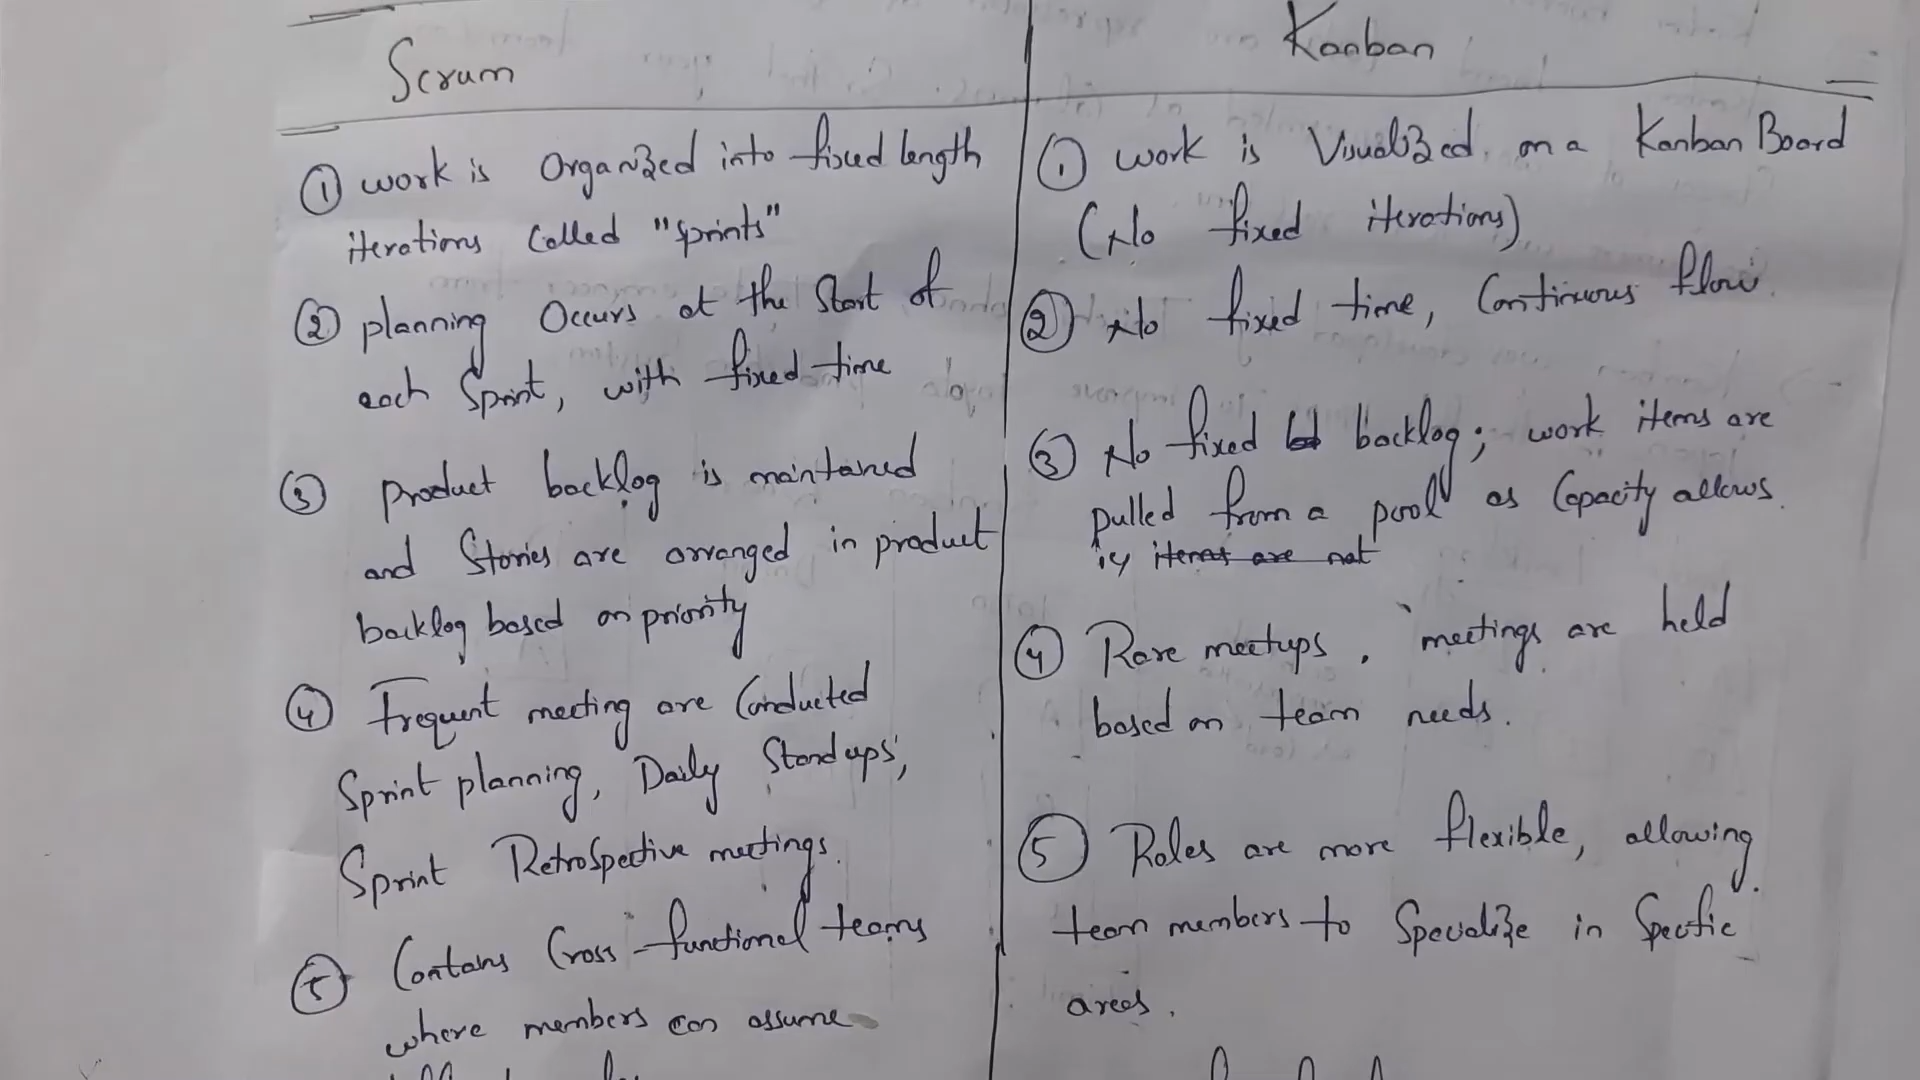 Scrum
① work is Organized into fixed length
iterations Called "Sprints"
② planning Occurs at the Start of
each Sprint, with fixed time
③ product backlog is maintained
and Stories are arranged in product
backlog based on priority
④ Frequent meeting are Conducted
Sprint planning, Daily Standups,
Sprint Retrospective meetings.
⑤ Contains Cross-functional teams
where members can assume
Kanban
① work is Visualized on a Kanban Board
(No fixed iterations)
② No fixed time, Continuous flow.
③ No fixed backlog; work items are
pulled from a pool as Capacity allows.
items are not
④ Rare meetups, meetings are held
based on team needs.
⑤ Roles are more flexible, allowing
team members to Specialize in Specific
areas.